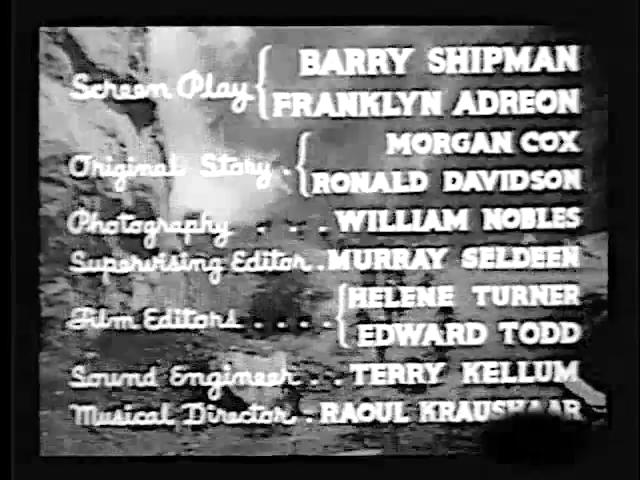 Screen Play { BARRY SHIPMAN
FRANKLYN ADREON
Original Story . { MORGAN COX
RONALD DAVIDSON
Photography . . . WILLIAM NOBLES
Supervising Editor . MURRAY SELDEEN
Film Editors . . . . { HELENE TURNER
EDWARD TODD
Sound Engineer . . TERRY KELLUM
Musical Director . RAOUL KRAUSHAAR